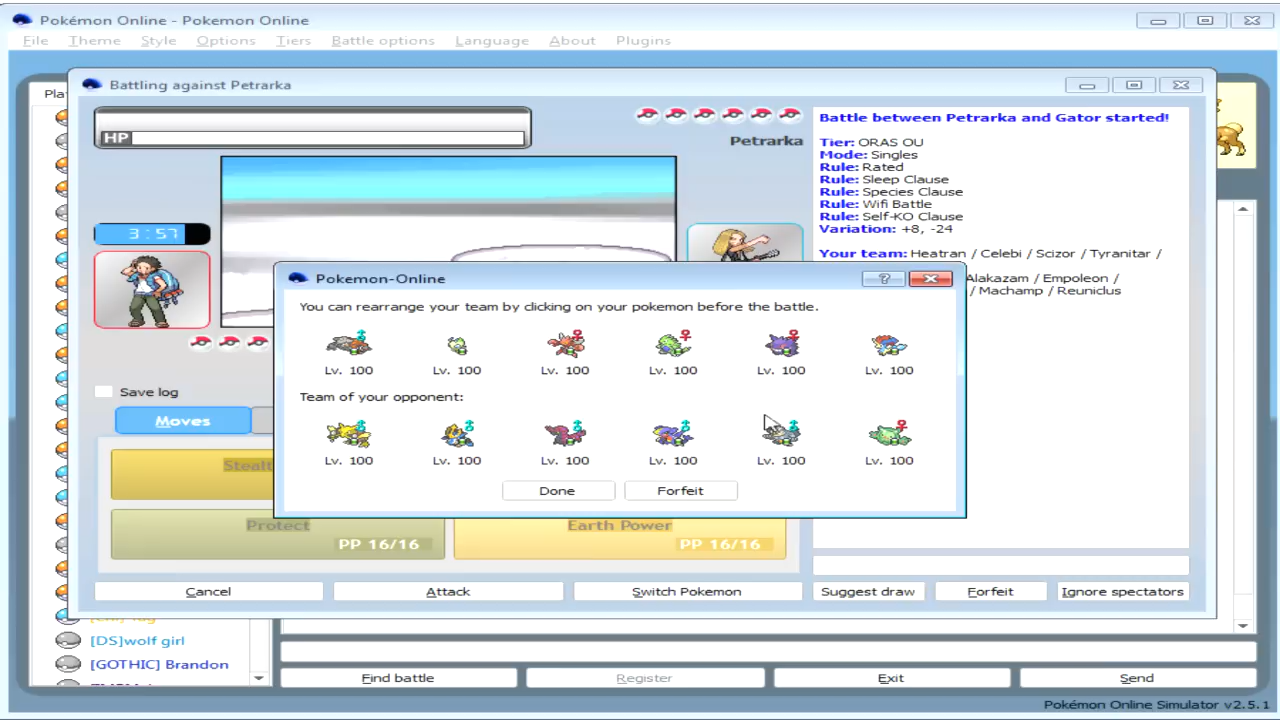 Pokémon Online - Pokemon Online
File Theme Style Options Tiers Battle options Language About Plugins
Battling against Petrarka
HP
Petrarka
3:57
Save log
Moves
Protect
PP 16/16
Earth Power
PP 16/16
Cancel
Attack
Switch Pokemon
Battle between Petrarka and Gator started!
Tier: ORAS OU
Mode: Singles
Rule: Rated
Rule: Sleep Clause
Rule: Species Clause
Rule: Wifi Battle
Rule: Self-KO Clause
Variation: +8, -24
Your team: Heatran / Celebi / Scizor / Tyranitar /
Alakazam / Empoleon /
/ Machamp / Reuniclus
Suggest draw
Forfeit
Ignore spectators
Pokemon-Online
You can rearrange your team by clicking on your pokemon before the battle.
Lv. 100 Lv. 100 Lv. 100 Lv. 100 Lv. 100 Lv. 100
Team of your opponent:
Lv. 100 Lv. 100 Lv. 100 Lv. 100 Lv. 100 Lv. 100
Done
Forfeit
[DS]wolf girl
[GOTHIC] Brandon
Find battle
Register
Exit
Send
Pokémon Online Simulator v2.5.1